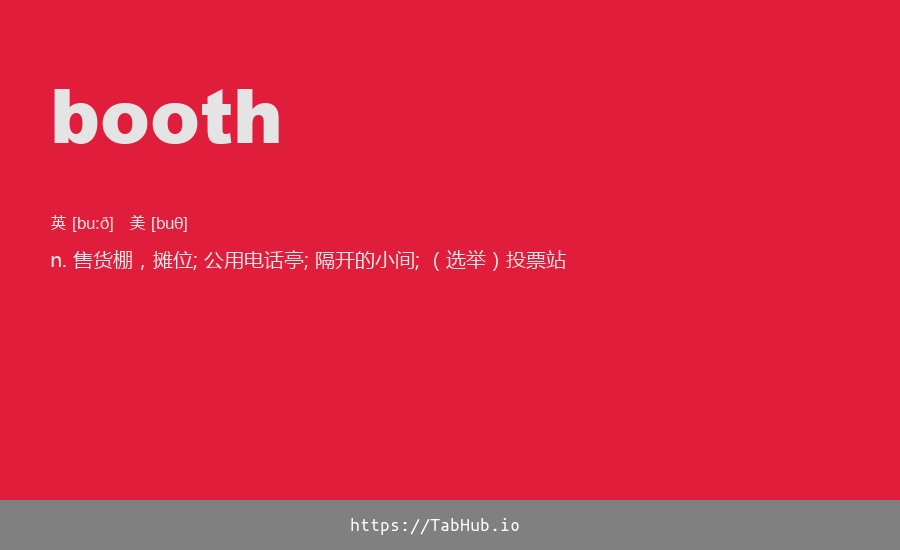 booth
英 [buːð] 美 [buθ]
n. 售货棚，摊位; 公用电话亭; 隔开的小间; （选举）投票站
https://TabHub.io